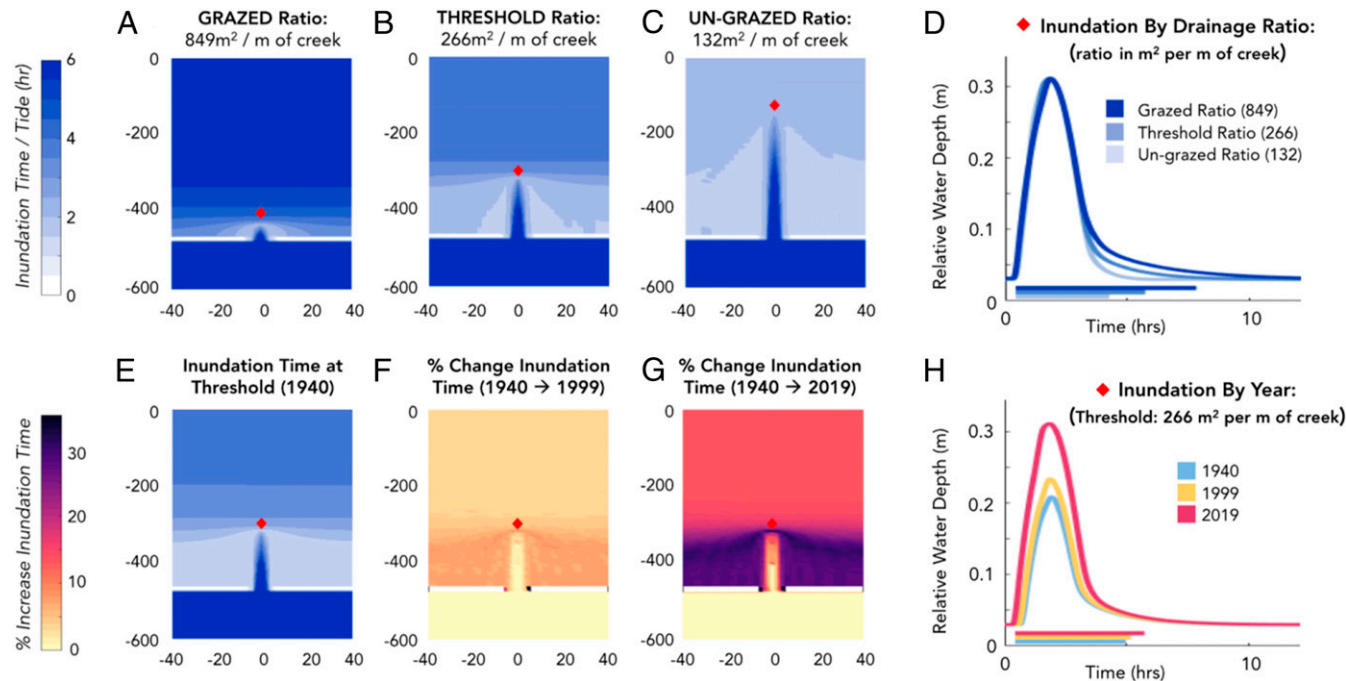 A
GRAZED Ratio:
849m² / m of creek
B
THRESHOLD Ratio:
266m² / m of creek
C
UN-GRAZED Ratio:
132m² / m of creek
D
Inundation By Drainage Ratio:
(ratio in m² per m of creek)
Inundation Time / Tide (hr)
6
4
2
0
0
-200
-400
-600
-40 -20 0 20 40
0
-200
-400
-600
-40 -20 0 20 40
0
-200
-400
-600
-40 -20 0 20 40
Relative Water Depth (m)
0.3
0.2
0.1
0
Grazed Ratio (849)
Threshold Ratio (266)
Un-grazed Ratio (132)
0 5 10
Time (hrs)
E
Inundation Time at
Threshold (1940)
F
% Change Inundation
Time (1940 → 1999)
G
% Change Inundation
Time (1940 → 2019)
H
Inundation By Year:
(Threshold: 266 m² per m of creek)
% Increase Inundation Time
30
20
10
0
0
-200
-400
-600
-40 -20 0 20 40
0
-200
-400
-600
-40 -20 0 20 40
0
-200
-400
-600
-40 -20 0 20 40
Relative Water Depth (m)
0.3
0.2
0.1
0
1940
1999
2019
0 5 10
Time (hrs)